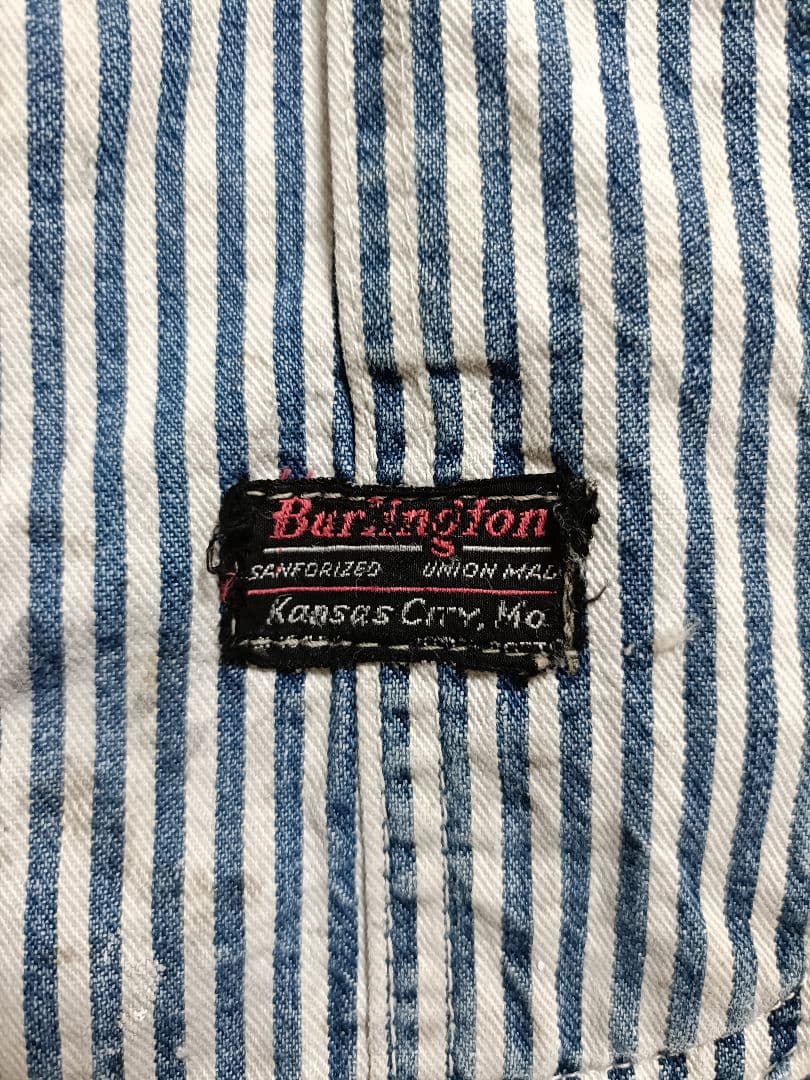 Burlington
SANFORIZED UNION MAD
KANSAS CITY, MO